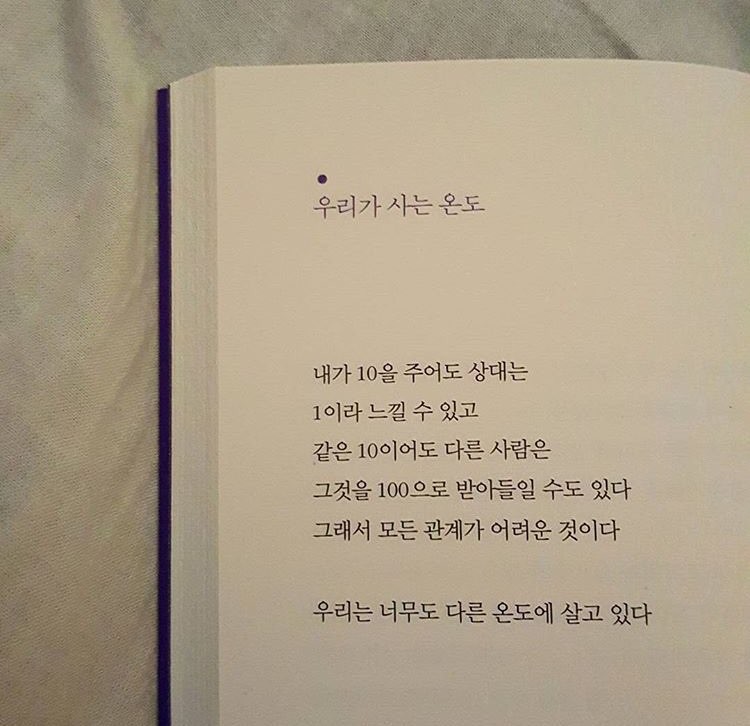 우리가 사는 온도
내가 10을 주어도 상대는
1이라 느낄 수 있고
같은 10이어도 다른 사람은
그것을 100으로 받아들일 수도 있다
그래서 모든 관계가 어려운 것이다
우리는 너무도 다른 온도에 살고 있다